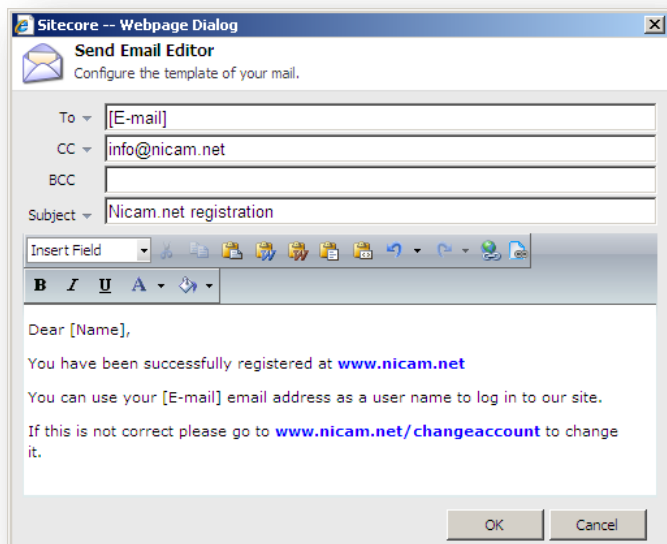 Sitecore -- Webpage Dialog
Send Email Editor
Configure the template of your mail.
To [E-mail]
CC info@nicam.net
BCC
Subject Nicam.net registration
Insert Field
B I U A
Dear [Name],
You have been successfully registered at www.nicam.net
You can use your [E-mail] email address as a user name to log in to our site.
If this is not correct please go to www.nicam.net/changeaccount to change
it.
OK Cancel